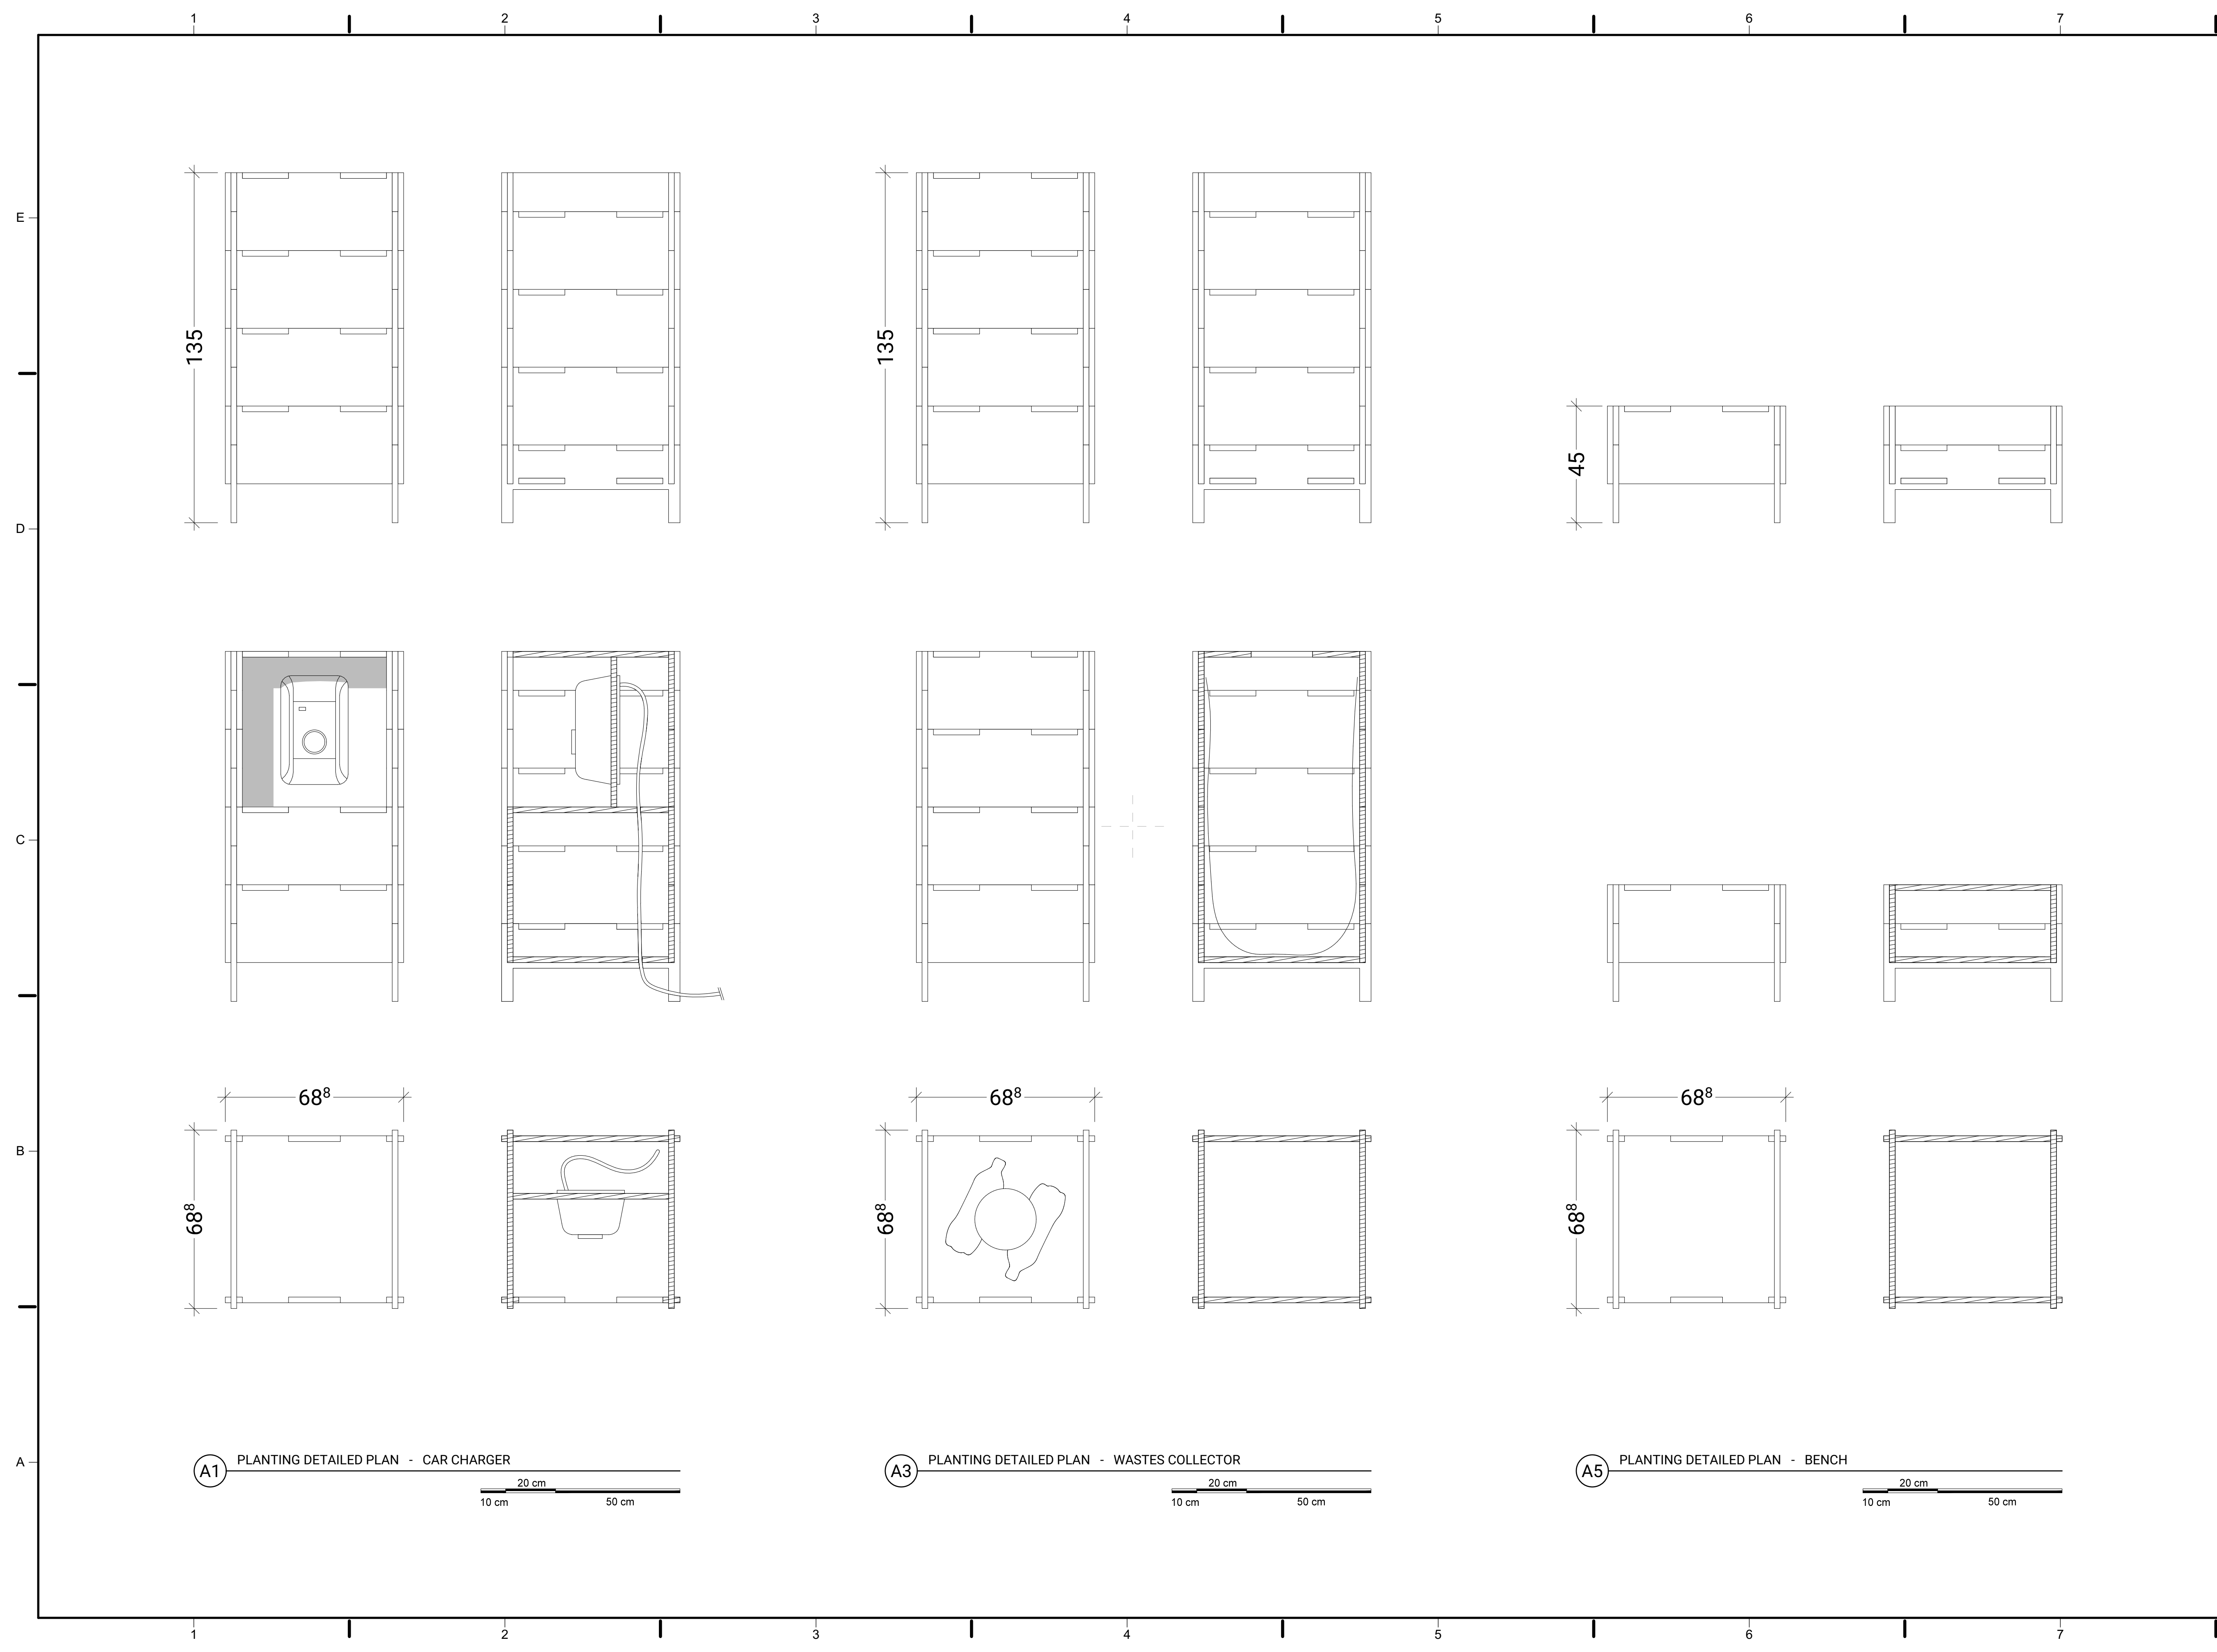 1 2 3 4 5 6 7
E
135 135
45
D
C
68⁸ 68⁸ 68⁸
B
68⁸ 68⁸ 68⁸
A
A1 PLANTING DETAILED PLAN - CAR CHARGER
20 cm
10 cm 50 cm
A3 PLANTING DETAILED PLAN - WASTES COLLECTOR
20 cm
10 cm 50 cm
A5 PLANTING DETAILED PLAN - BENCH
20 cm
10 cm 50 cm
1 2 3 4 5 6 7